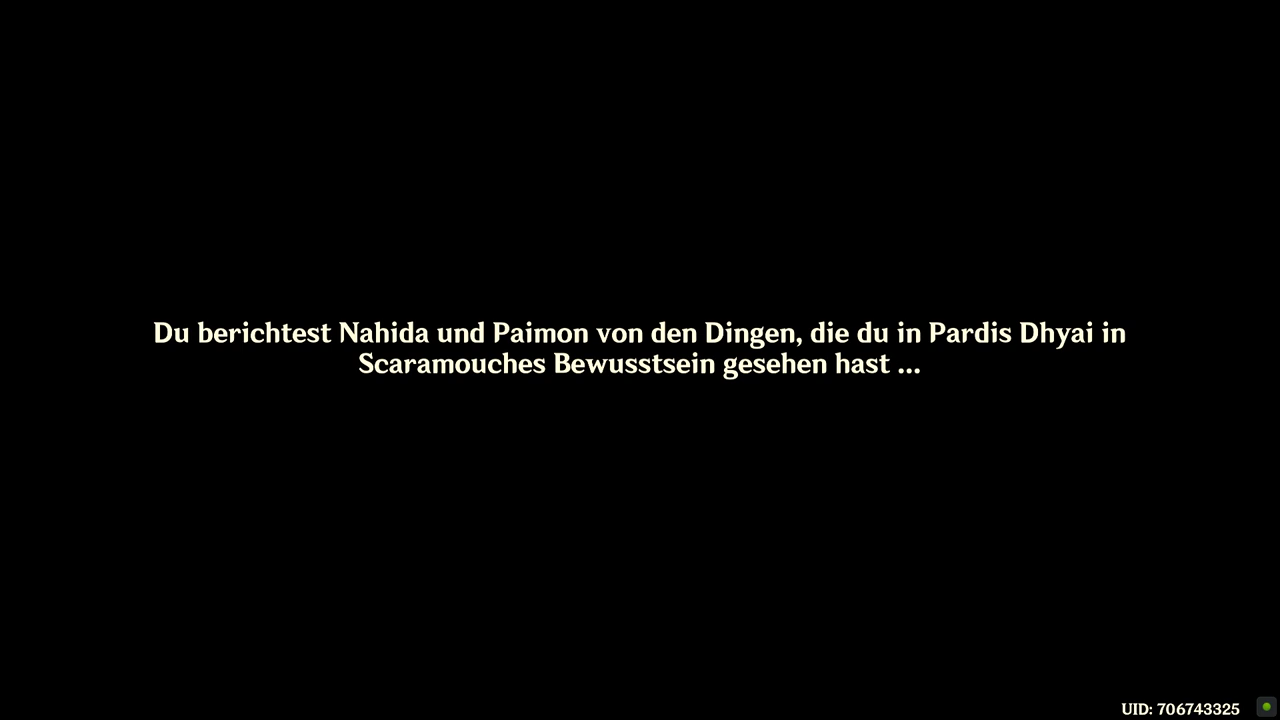 Du berichtest Nahida und Paimon von den Dingen, die du in Pardis Dhyai in
Scaramouches Bewusstsein gesehen hast ...
UID: 706743325